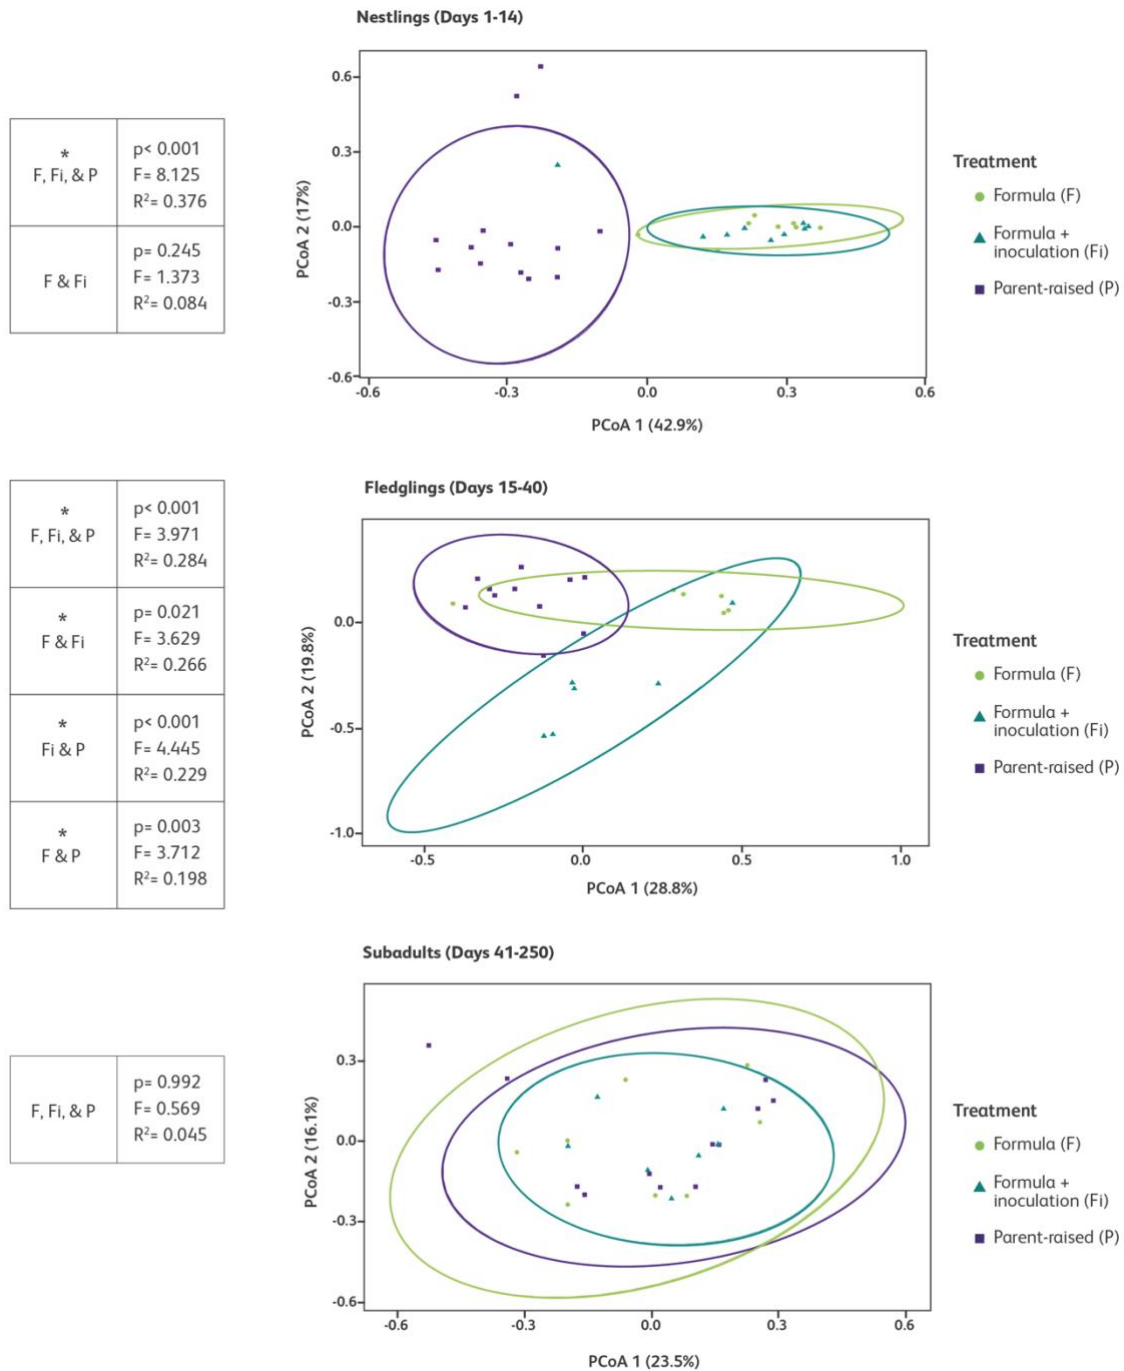 Nestlings (Days 1-14)
*
F, Fi, & P
p< 0.001
F= 8.125
R²= 0.376
F & Fi
p= 0.245
F= 1.373
R²= 0.084
PCoA 2 (17%)
0.6
0.3
0.0
-0.3
-0.6
-0.6
-0.3
0.0
0.3
0.6
PCoA 1 (42.9%)
Treatment
Formula (F)
Formula +
inoculation (Fi)
Parent-raised (P)
Fledglings (Days 15-40)
*
F, Fi, & P
p< 0.001
F= 3.971
R²= 0.284
*
F & Fi
p= 0.021
F= 3.629
R²= 0.266
*
Fi & P
p< 0.001
F= 4.445
R²= 0.229
*
F & P
p= 0.003
F= 3.712
R²= 0.198
PCoA 2 (19.8%)
0.0
-0.5
-1.0
-0.5
0.0
0.5
1.0
PCoA 1 (28.8%)
Treatment
Formula (F)
Formula +
inoculation (Fi)
Parent-raised (P)
Subadults (Days 41-250)
F, Fi, & P
p= 0.992
F= 0.569
R²= 0.045
PCoA 2 (16.1%)
0.3
0.0
-0.3
-0.6
-0.6
-0.3
0.0
0.3
0.6
PCoA 1 (23.5%)
Treatment
Formula (F)
Formula +
inoculation (Fi)
Parent-raised (P)